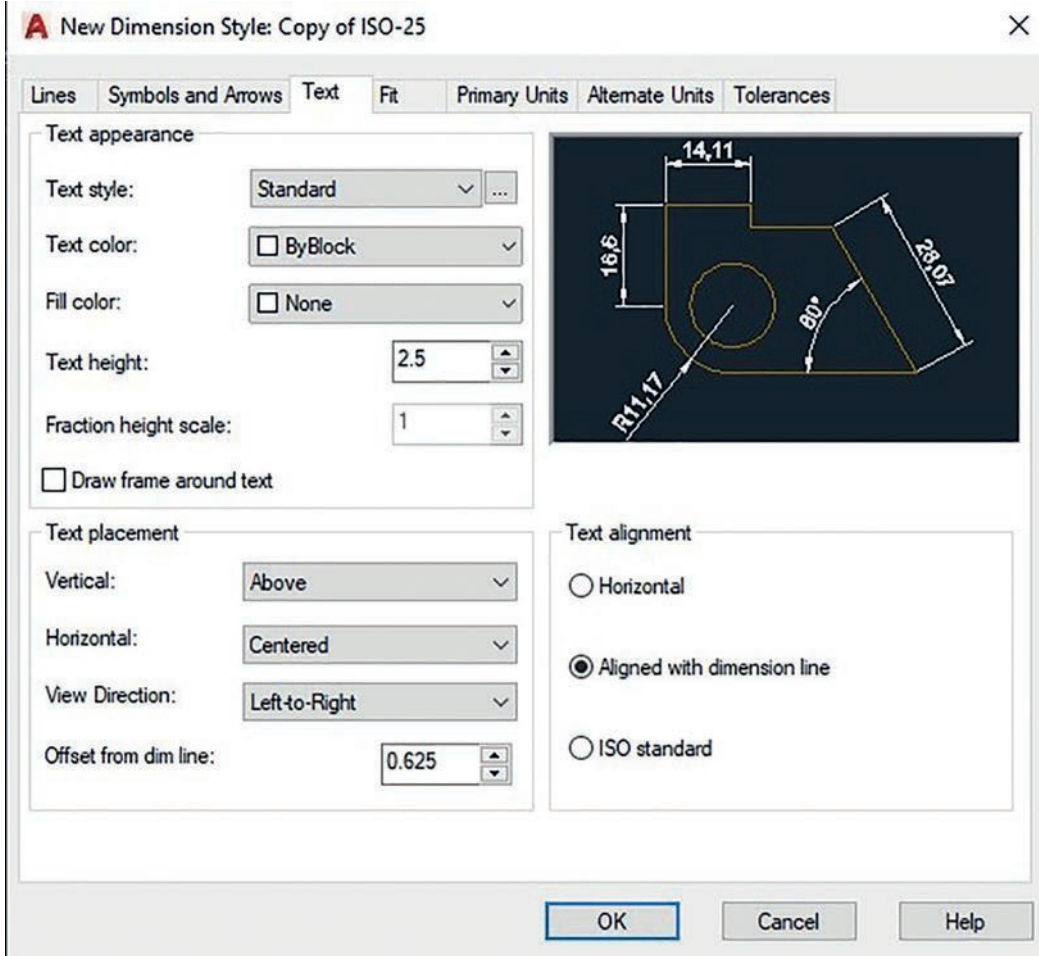 New Dimension Style: Copy of ISO-25
Lines Symbols and Arrows Text Fit Primary Units Alternate Units Tolerances
Text appearance
Text style: Standard ...
Text color: ByBlock
Fill color: None
Text height: 2.5
Fraction height scale: 1
Draw frame around text
14,11
16,6
28,07
80°
R11,17
Text placement
Vertical: Above
Horizontal: Centered
View Direction: Left-to-Right
Offset from dim line: 0.625
Text alignment
Horizontal
Aligned with dimension line
ISO standard
OK Cancel Help